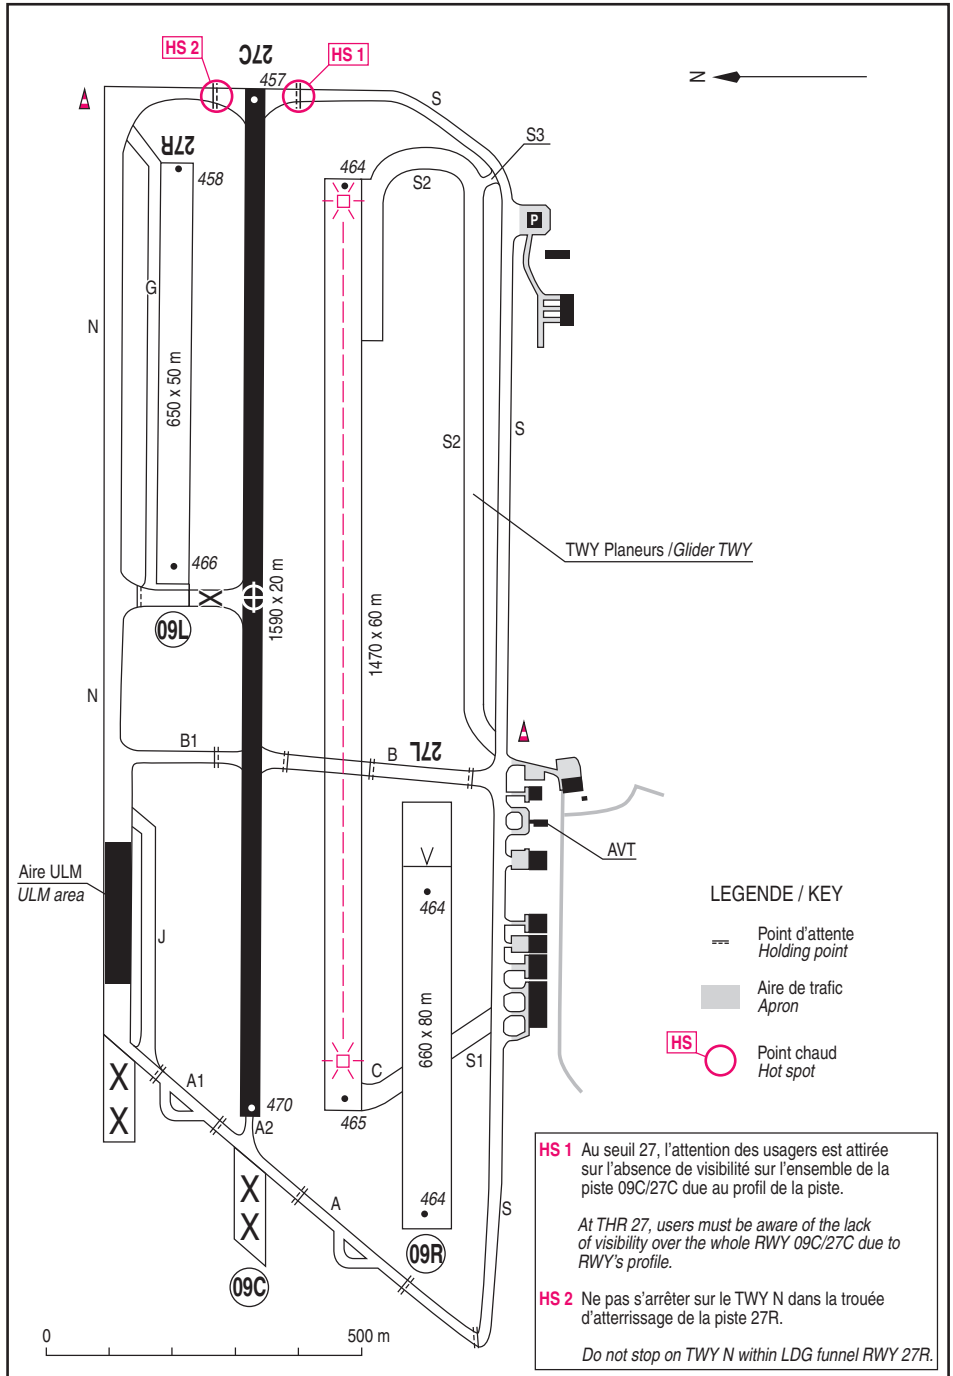 HS 2
27C
HS 1
457
N
S
S3
27R
458
464
S2
P
G
N
650 x 50 m
S2
S
TWY Planeurs /Glider TWY
466
1590 x 20 m
09L
1470 x 60 m
N
B1
B
27L
AVT
Aire ULM
ULM area
464
LEGENDE / KEY
Point d'attente
Holding point
Aire de trafic
Apron
HS
Point chaud
Hot spot
J
660 x 80 m
S1
C
X
X
A1
470
A2
465
X
X
A
464
S
09R
09C
HS 1 Au seuil 27, l'attention des usagers est attirée
sur l'absence de visibilité sur l'ensemble de la
piste 09C/27C due au profil de la piste.
At THR 27, users must be aware of the lack
of visibility over the whole RWY 09C/27C due to
RWY's profile.
HS 2 Ne pas s'arrêter sur le TWY N dans la trouée
d'atterrissage de la piste 27R.
Do not stop on TWY N within LDG funnel RWY 27R.
0
500 m